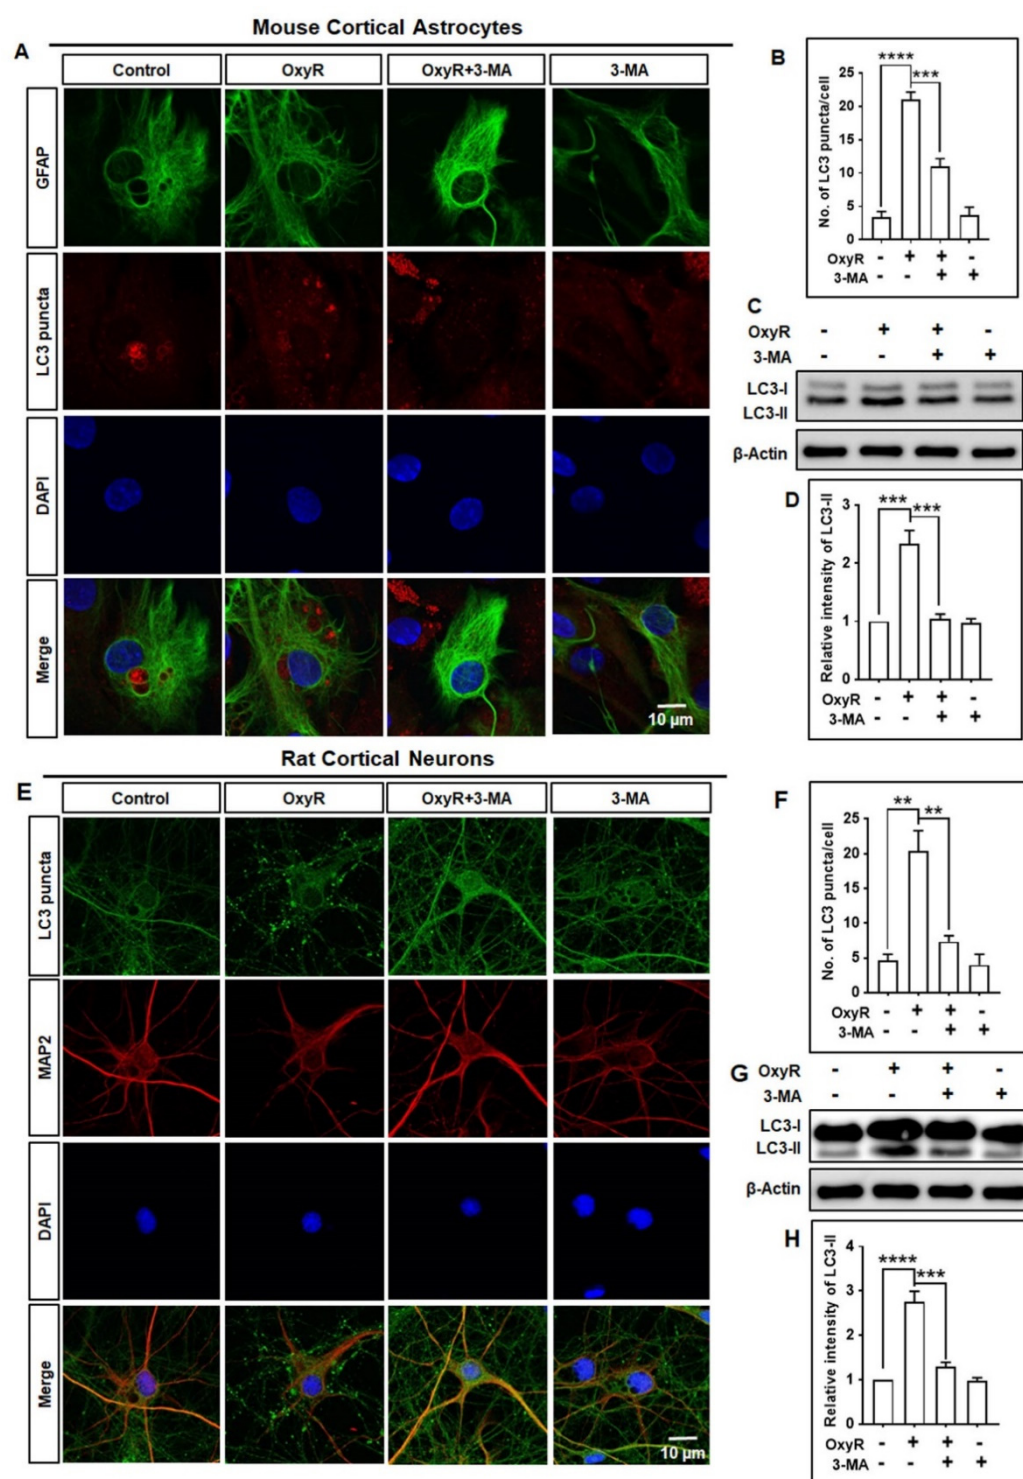 Mouse Cortical Astrocytes
A
Control OxyR OxyR+3-MA 3-MA
GFAP
LC3 puncta
DAPI
Merge
10 µm
B
No. of LC3 puncta/cell
25
20
15
10
5
0
**** ***
OxyR - + + -
3-MA - - + +
C
OxyR - + + -
3-MA - - + +
LC3-I
LC3-II
β-Actin
D
Relative intensity of LC3-II
3
2
1
0
*** ***
OxyR - + + -
3-MA - - + +
Rat Cortical Neurons
E
Control OxyR OxyR+3-MA 3-MA
LC3 puncta
MAP2
DAPI
Merge
10 µm
F
No. of LC3 puncta/cell
25
20
15
10
5
0
** **
OxyR - + + -
3-MA - - + +
G
OxyR - + + -
3-MA - - + +
LC3-I
LC3-II
β-Actin
H
Relative intensity of LC3-II
4
3
2
1
0
**** ***
OxyR - + + -
3-MA - - + +